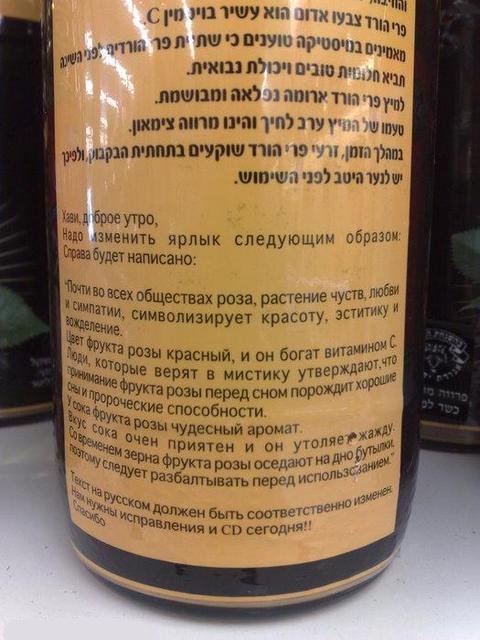 פרי הורד צבעו אדום הוא עשיר בויטמין C.
מאמינים במיסטיקה טוענים כי שתיית פרי הורדים לפני השינה
תביא חלומות טובים ויכולת נבואית.
למיץ פרי הורד ארומה נפלאה ומבושמת.
טעמו של המיץ ערב לחיך והינו מרווה צימאון.
במהלך הזמן, זרעי פרי הורד שוקעים בתחתית הבקבוק, ולפיכך
יש לנער היטב לפני השימוש.
Хави, доброе утро,
Надо изменить ярлык следующим образом:
Справа будет написано:
"Почти во всех обществах роза, растение чуств, любви
и симпатии, символизирует красоту, эститику и
вожделение.
Цвет фрукта розы красный, и он богат витамином С.
Люди, которые верят в мистику утверждают,что
принимание фрукта розы перед сном порождит хорошие
сны и пророческие способности.
У сока фрукта розы чудесный аромат.
Вкус сока очен приятен и он утоляет жажду.
Со временем зерна фрукта розы оседают на дно бутылки,
поэтому следует разбалтывать перед использованием."
Текст на русском должен быть соответственно изменен.
Нам нужны исправления и CD сегодня!!
Спасибо